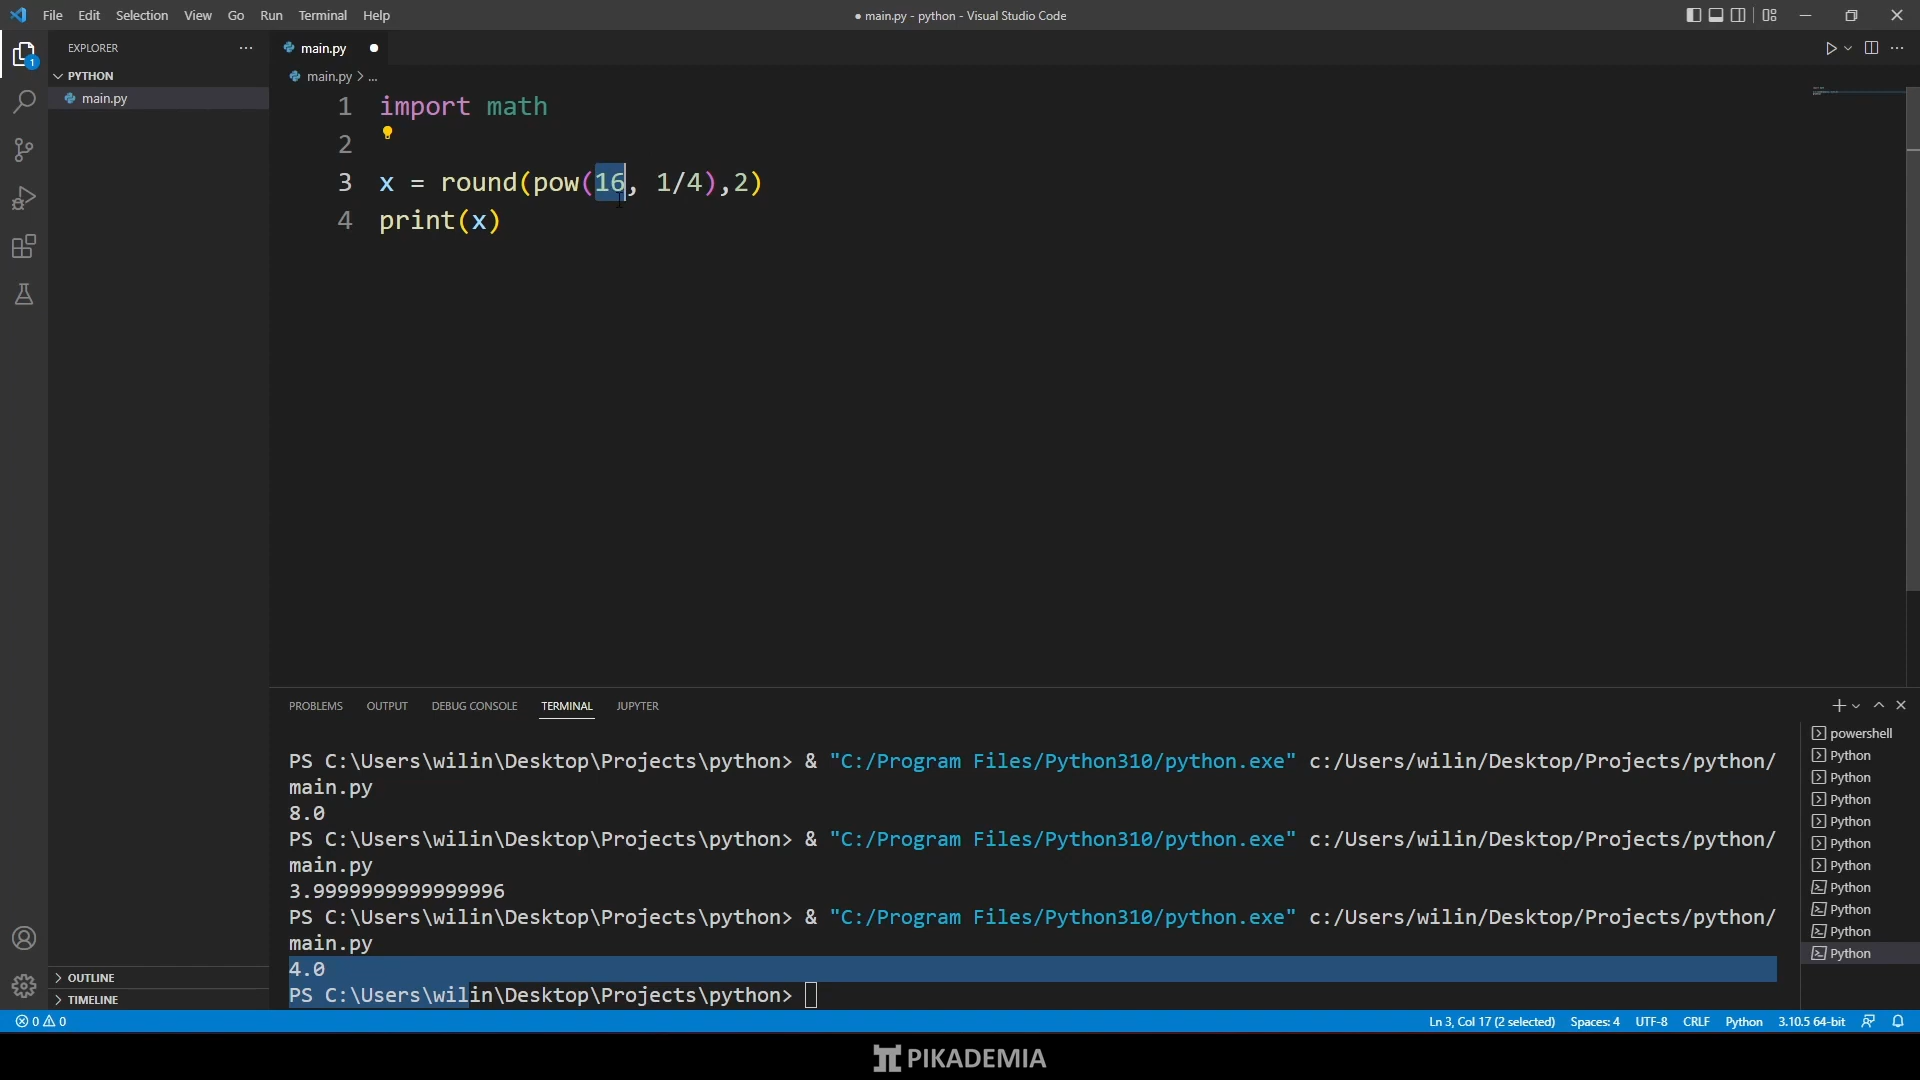 File Edit Selection View Go Run Terminal Help
● main.py - python - Visual Studio Code
EXPLORER
PYTHON
main.py
OUTLINE
TIMELINE
1
main.py
main.py > ...
1 import math
2
3 x = round(pow(16, 1/4),2)
4 print(x)
PROBLEMS OUTPUT DEBUG CONSOLE TERMINAL JUPYTER
PS C:\Users\wilin\Desktop\Projects\python> & "C:/Program Files/Python310/python.exe" c:/Users/wilin/Desktop/Projects/python/
main.py
8.0
PS C:\Users\wilin\Desktop\Projects\python> & "C:/Program Files/Python310/python.exe" c:/Users/wilin/Desktop/Projects/python/
main.py
3.9999999999999996
PS C:\Users\wilin\Desktop\Projects\python> & "C:/Program Files/Python310/python.exe" c:/Users/wilin/Desktop/Projects/python/
main.py
4.0
PS C:\Users\wilin\Desktop\Projects\python>
powershell
Python
Python
Python
Python
Python
Python
Python
Python
Python
Python
0 0
Ln 3, Col 17 (2 selected) Spaces: 4 UTF-8 CRLF Python 3.10.5 64-bit
PIKADEMIA